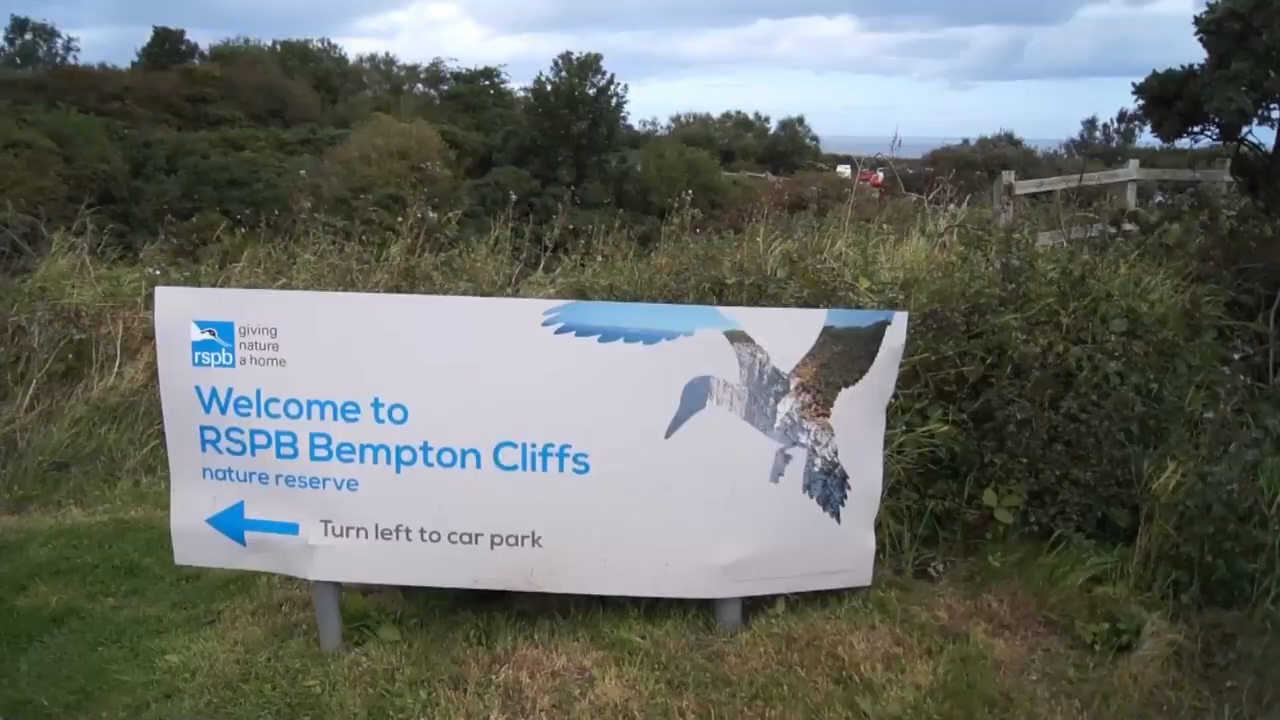 rspb
giving
nature
a home
Welcome to
RSPB Bempton Cliffs
nature reserve
Turn left to car park